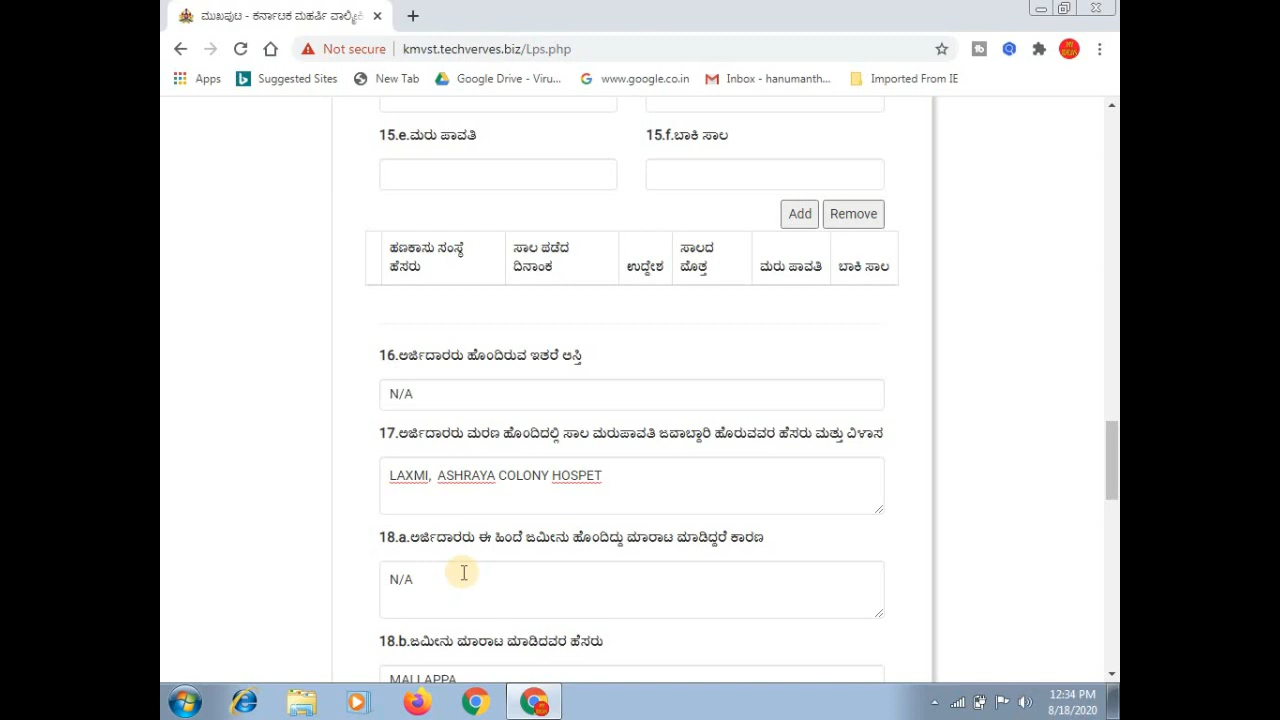 ಮುಖಪುಟ - ಕರ್ನಾಟಕ ಮಹರ್ಷಿ ವಾಲ್ಮೀಕಿ
Not secure | kmvst.techverves.biz/Lps.php
Apps Suggested Sites New Tab Google Drive - Viru... www.google.co.in Inbox - hanumanth... Imported From IE
15.e.ಮರು ಪಾವತಿ 15.f.ಬಾಕಿ ಸಾಲ
Add Remove
ಹಣಕಾಸು ಸಂಸ್ಥೆ ಸಾಲ ಪಡೆದ ಸಾಲದ
ಹೆಸರು ದಿನಾಂಕ ಉದ್ದೇಶ ಮೊತ್ತ ಮರು ಪಾವತಿ ಬಾಕಿ ಸಾಲ
16.ಅರ್ಜಿದಾರರು ಹೊಂದಿರುವ ಇತರೆ ಆಸ್ತಿ
N/A
17.ಅರ್ಜಿದಾರರು ಮರಣ ಹೊಂದಿದಲ್ಲಿ ಸಾಲ ಮರುಪಾವತಿ ಜವಾಬ್ದಾರಿ ಹೊರುವವರ ಹೆಸರು ಮತ್ತು ವಿಳಾಸ
LAXMI, ASHRAYA COLONY HOSPET
18.a.ಅರ್ಜಿದಾರರು ಈ ಹಿಂದೆ ಜಮೀನು ಹೊಂದಿದ್ದು ಮಾರಾಟ ಮಾಡಿದ್ದರೆ ಕಾರಣ
N/A
18.b.ಜಮೀನು ಮಾರಾಟ ಮಾಡಿದವರ ಹೆಸರು
MALLAPPA
12:34 PM
8/18/2020